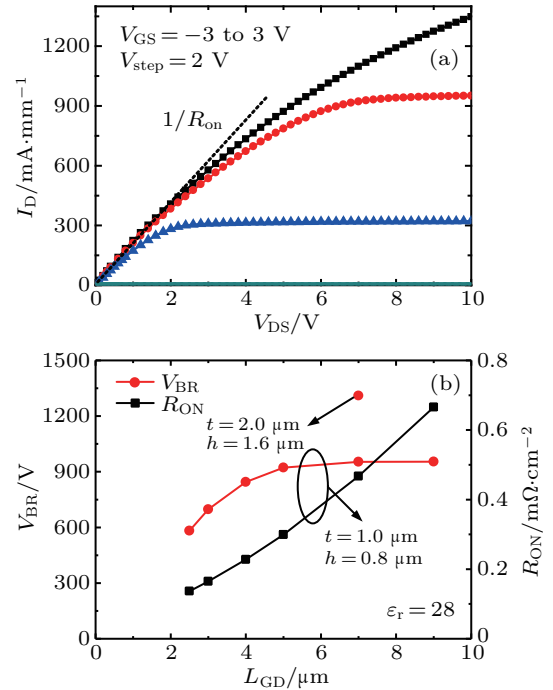 1350
900
450
0
I_D/mA·mm⁻¹
V_GS = −3 to 3 V
V_step = 2 V
(a)
1/R_on
0 2 4 6 8 10
V_DS/V
1500
1200
900
600
300
0
V_BR/V
V_BR
R_ON
(b)
t = 2.0 μm
h = 1.6 μm
t = 1.0 μm
h = 0.8 μm
ε_r = 28
0.8
0.6
0.4
0.2
0
R_ON/mΩ·cm⁻²
0 2 4 6 8 10
L_GD/μm